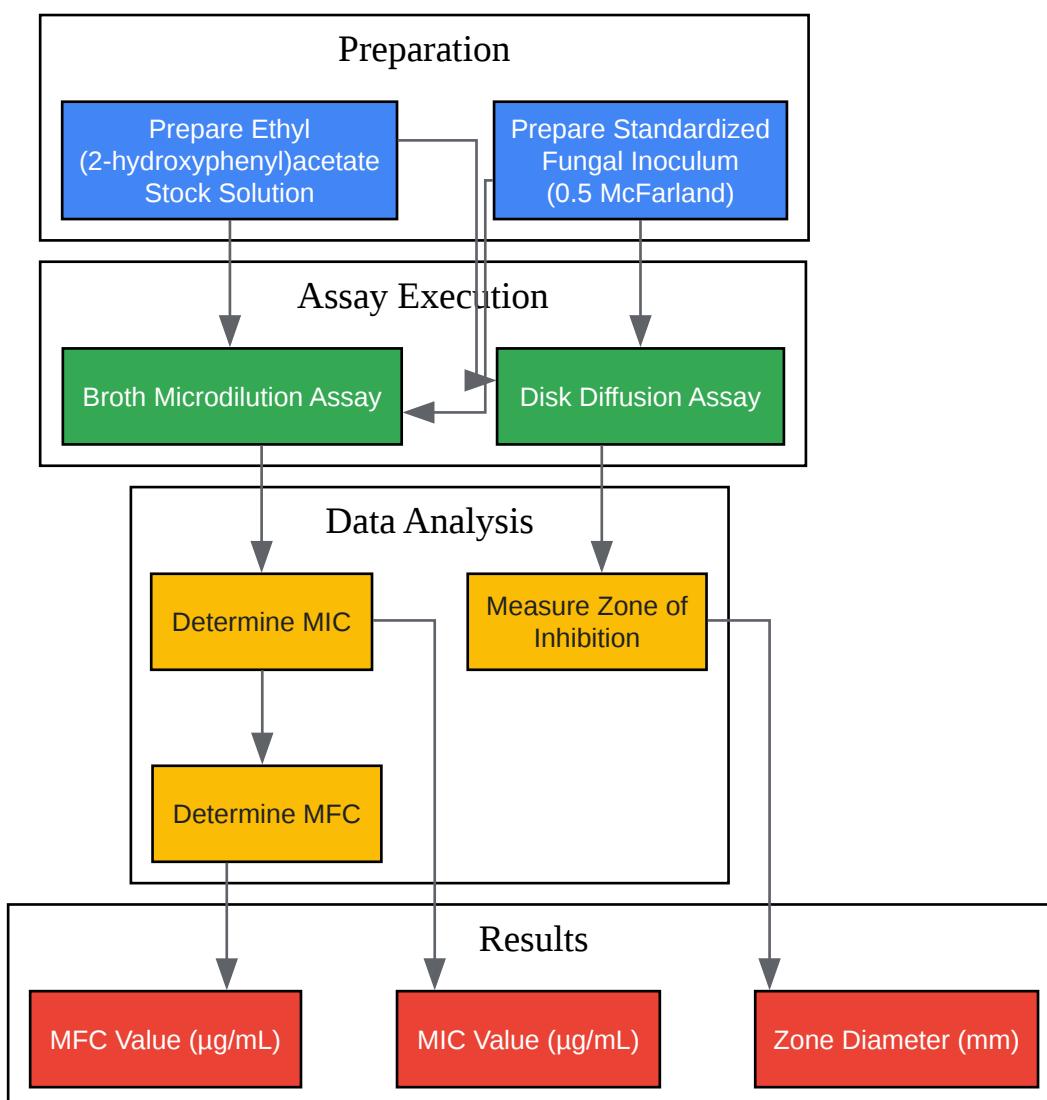 Preparation
Prepare Ethyl
(2-hydroxyphenyl)acetate
Stock Solution
Prepare Standardized
Fungal Inoculum
(0.5 McFarland)
Assay Execution
Broth Microdilution Assay
Disk Diffusion Assay
Data Analysis
Determine MIC
Measure Zone of
Inhibition
Determine MFC
Results
MFC Value (µg/mL)
MIC Value (µg/mL)
Zone Diameter (mm)